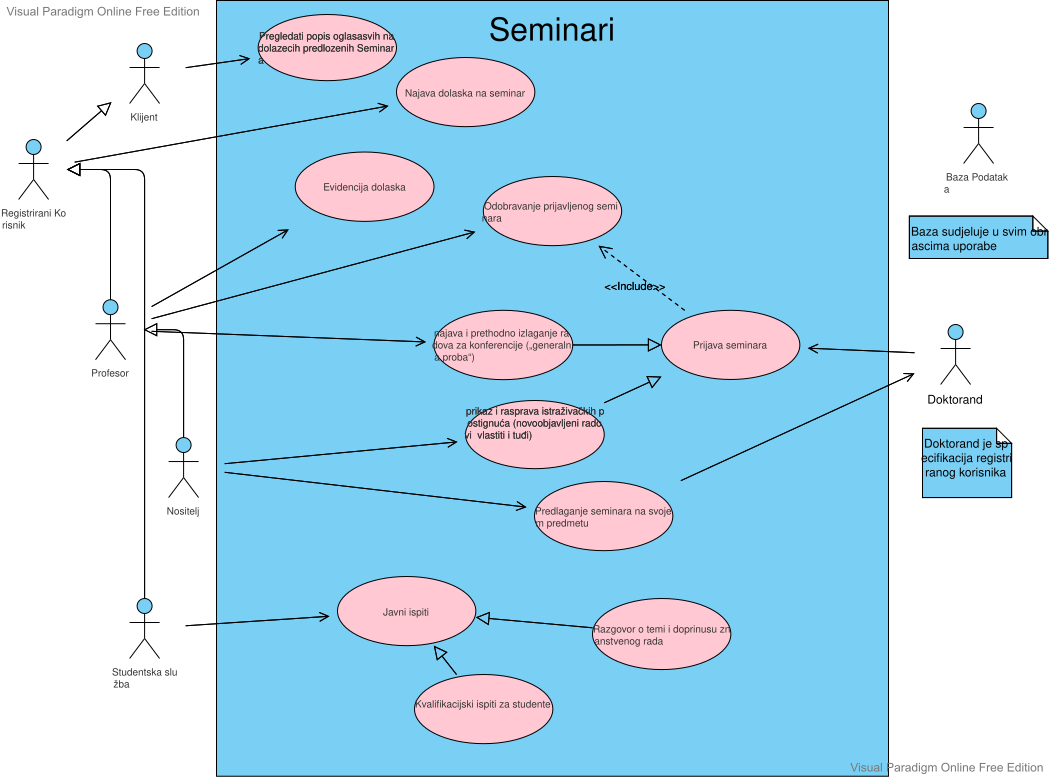 Visual Paradigm Online Free Edition
Seminari
Pregledati popis oglasasvih na
dolazecih predlozenih Seminar
a
Klijent
Najava dolaska na seminar
Registrirani Ko
risnik
Evidencija dolaska
Odobravanje prijavljenog semi
nara
Baza Podatak
a
Baza sudjeluje u svim obr
ascima uporabe
<<Include>>
Profesor
najava i prethodno izlaganje ra
dova za konferencije („generaln
a proba“)
Prijava seminara
Doktorand
prikaz i rasprava istraživačkih p
ostignuća (novoobjavljeni rado
vi vlastiti i tuđi)
Doktorand je sp
ecifikacija registri
ranog korisnika
Nositelj
Predlaganje seminara na svoje
m predmetu
Javni ispiti
Razgovor o temi i doprinusu zn
anstvenog rada
Studentska slu
žba
Kvalifikacijski ispiti za studente
Visual Paradigm Online Free Edition